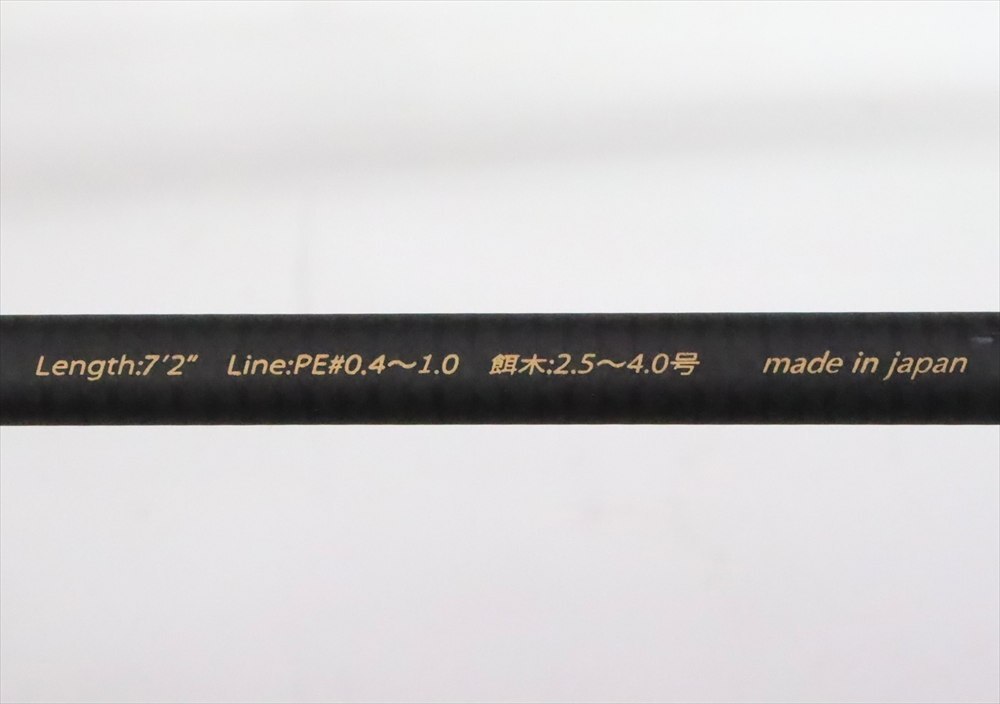 Length:7'2" Line:PE#0.4〜1.0 餌木:2.5〜4.0号 made in japan